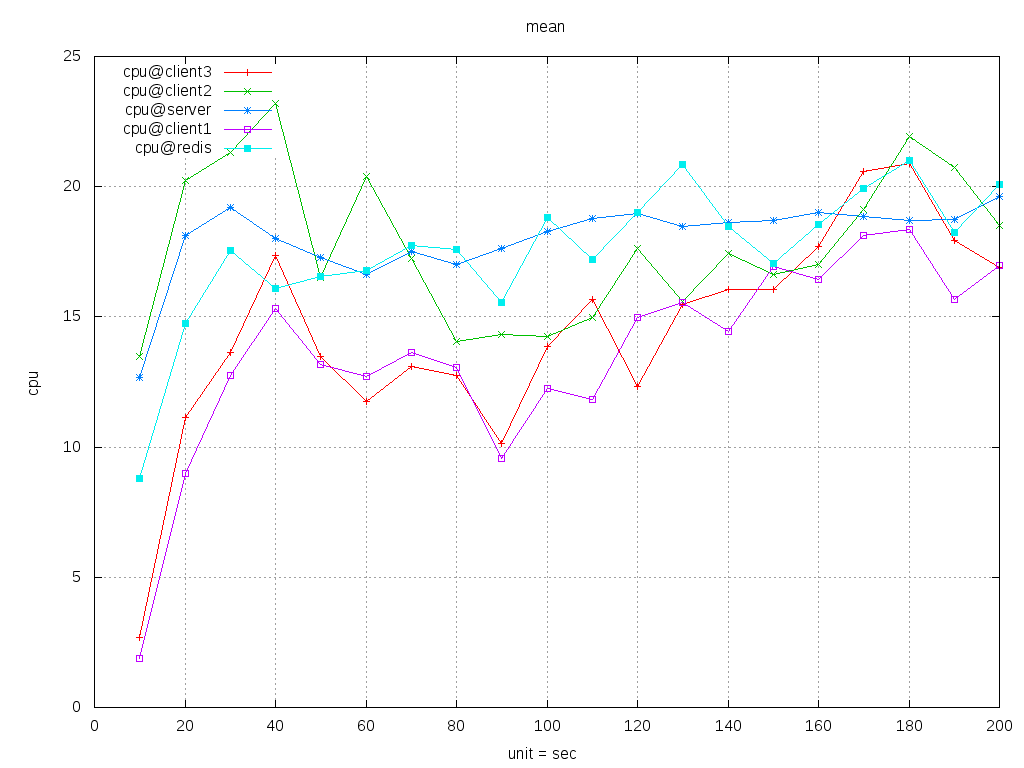 mean
25
20
15
10
5
0
cpu
cpu@client3
cpu@client2
cpu@server
cpu@client1
cpu@redis
0 20 40 60 80 100 120 140 160 180 200
unit = sec